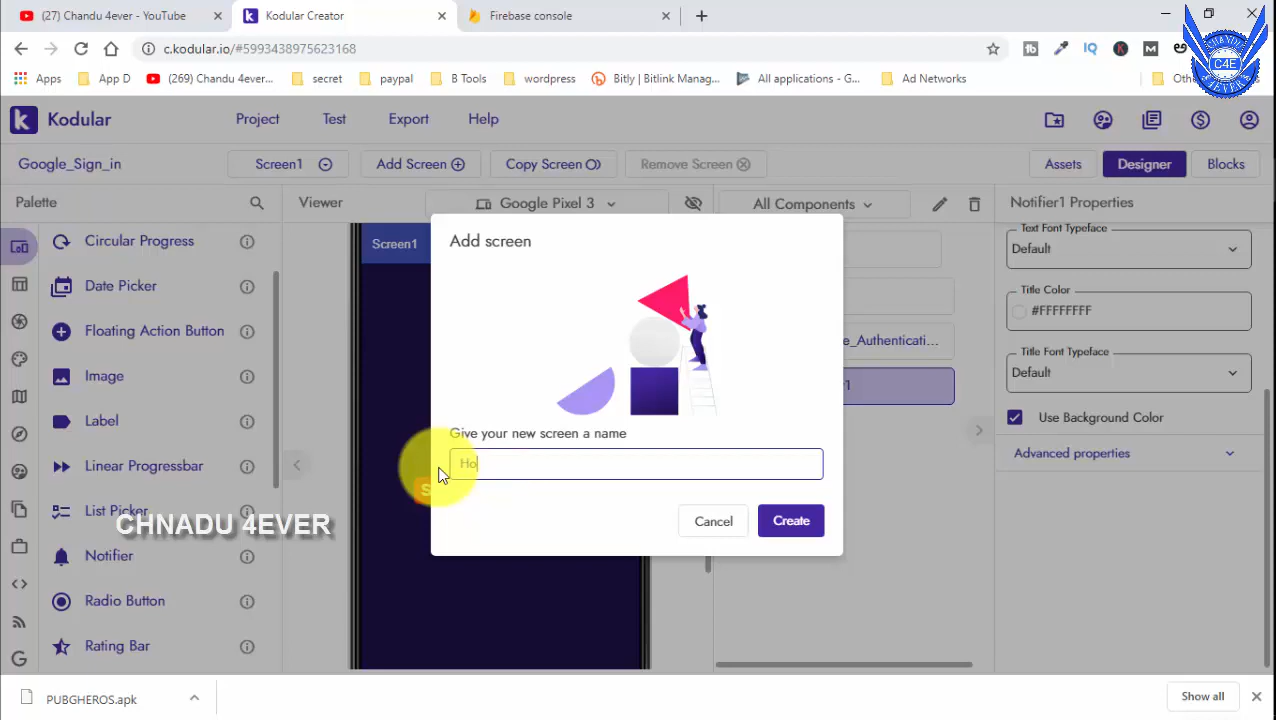 (27) Chandu 4ever - YouTube
Kodular Creator
Firebase console
c.kodular.io/#5993438975623168
Apps
App D
(269) Chandu 4ever...
secret
paypal
B Tools
wordpress
Bitly | Bitlink Manag...
All applications - G...
Ad Networks
C4E
Kodular
Project
Test
Export
Help
Google_Sign_in
Screen1
Add Screen
Copy Screen
Remove Screen
Assets
Designer
Blocks
Palette
Viewer
Google Pixel 3
All Components
Notifier1 Properties
Circular Progress
Date Picker
Floating Action Button
Image
Label
Linear Progressbar
List Picker
Notifier
Radio Button
Rating Bar
Screen1
Add screen
Give your new screen a name
Ho
Cancel
Create
e_Authenticati...
Text Font Typeface
Default
Title Color
#FFFFFFFF
Title Font Typeface
Default
Use Background Color
Advanced properties
CHNADU 4EVER
PUBGHEROS.apk
Show all